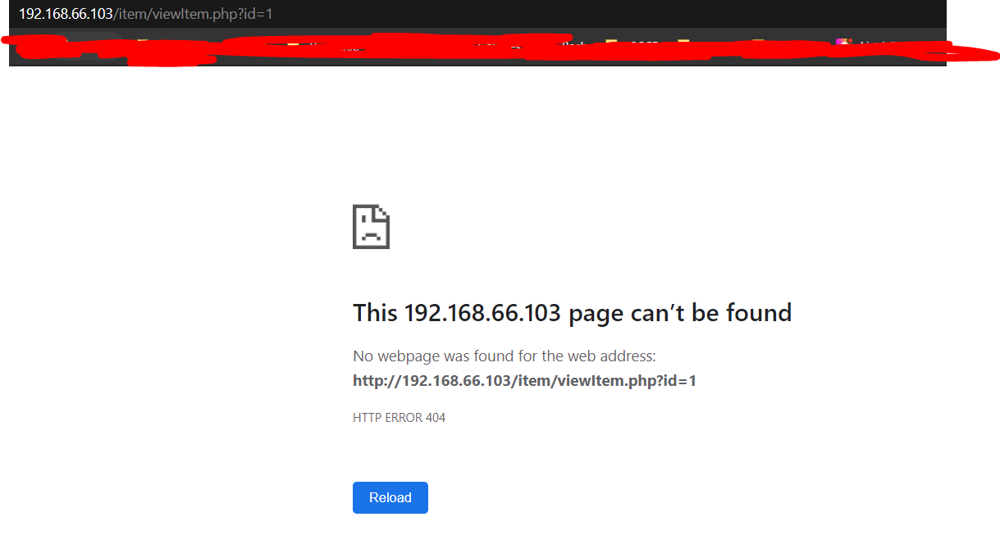 192.168.66.103/item/viewItem.php?id=1
This 192.168.66.103 page can’t be found
No webpage was found for the web address:
http://192.168.66.103/item/viewItem.php?id=1
HTTP ERROR 404
Reload